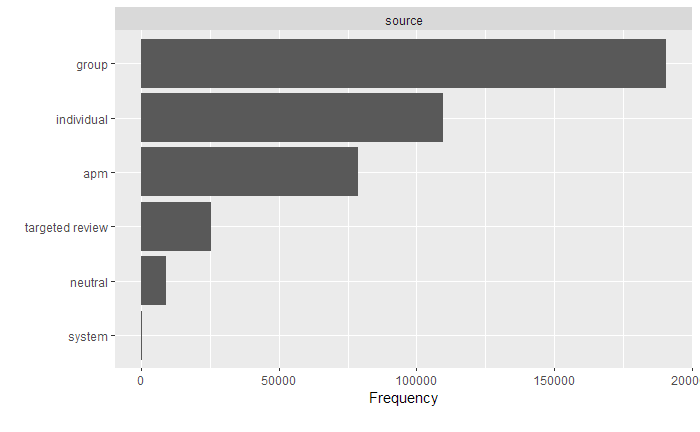 source
group
individual
apm
targeted review
neutral
system
0 50000 100000 150000 2000
Frequency